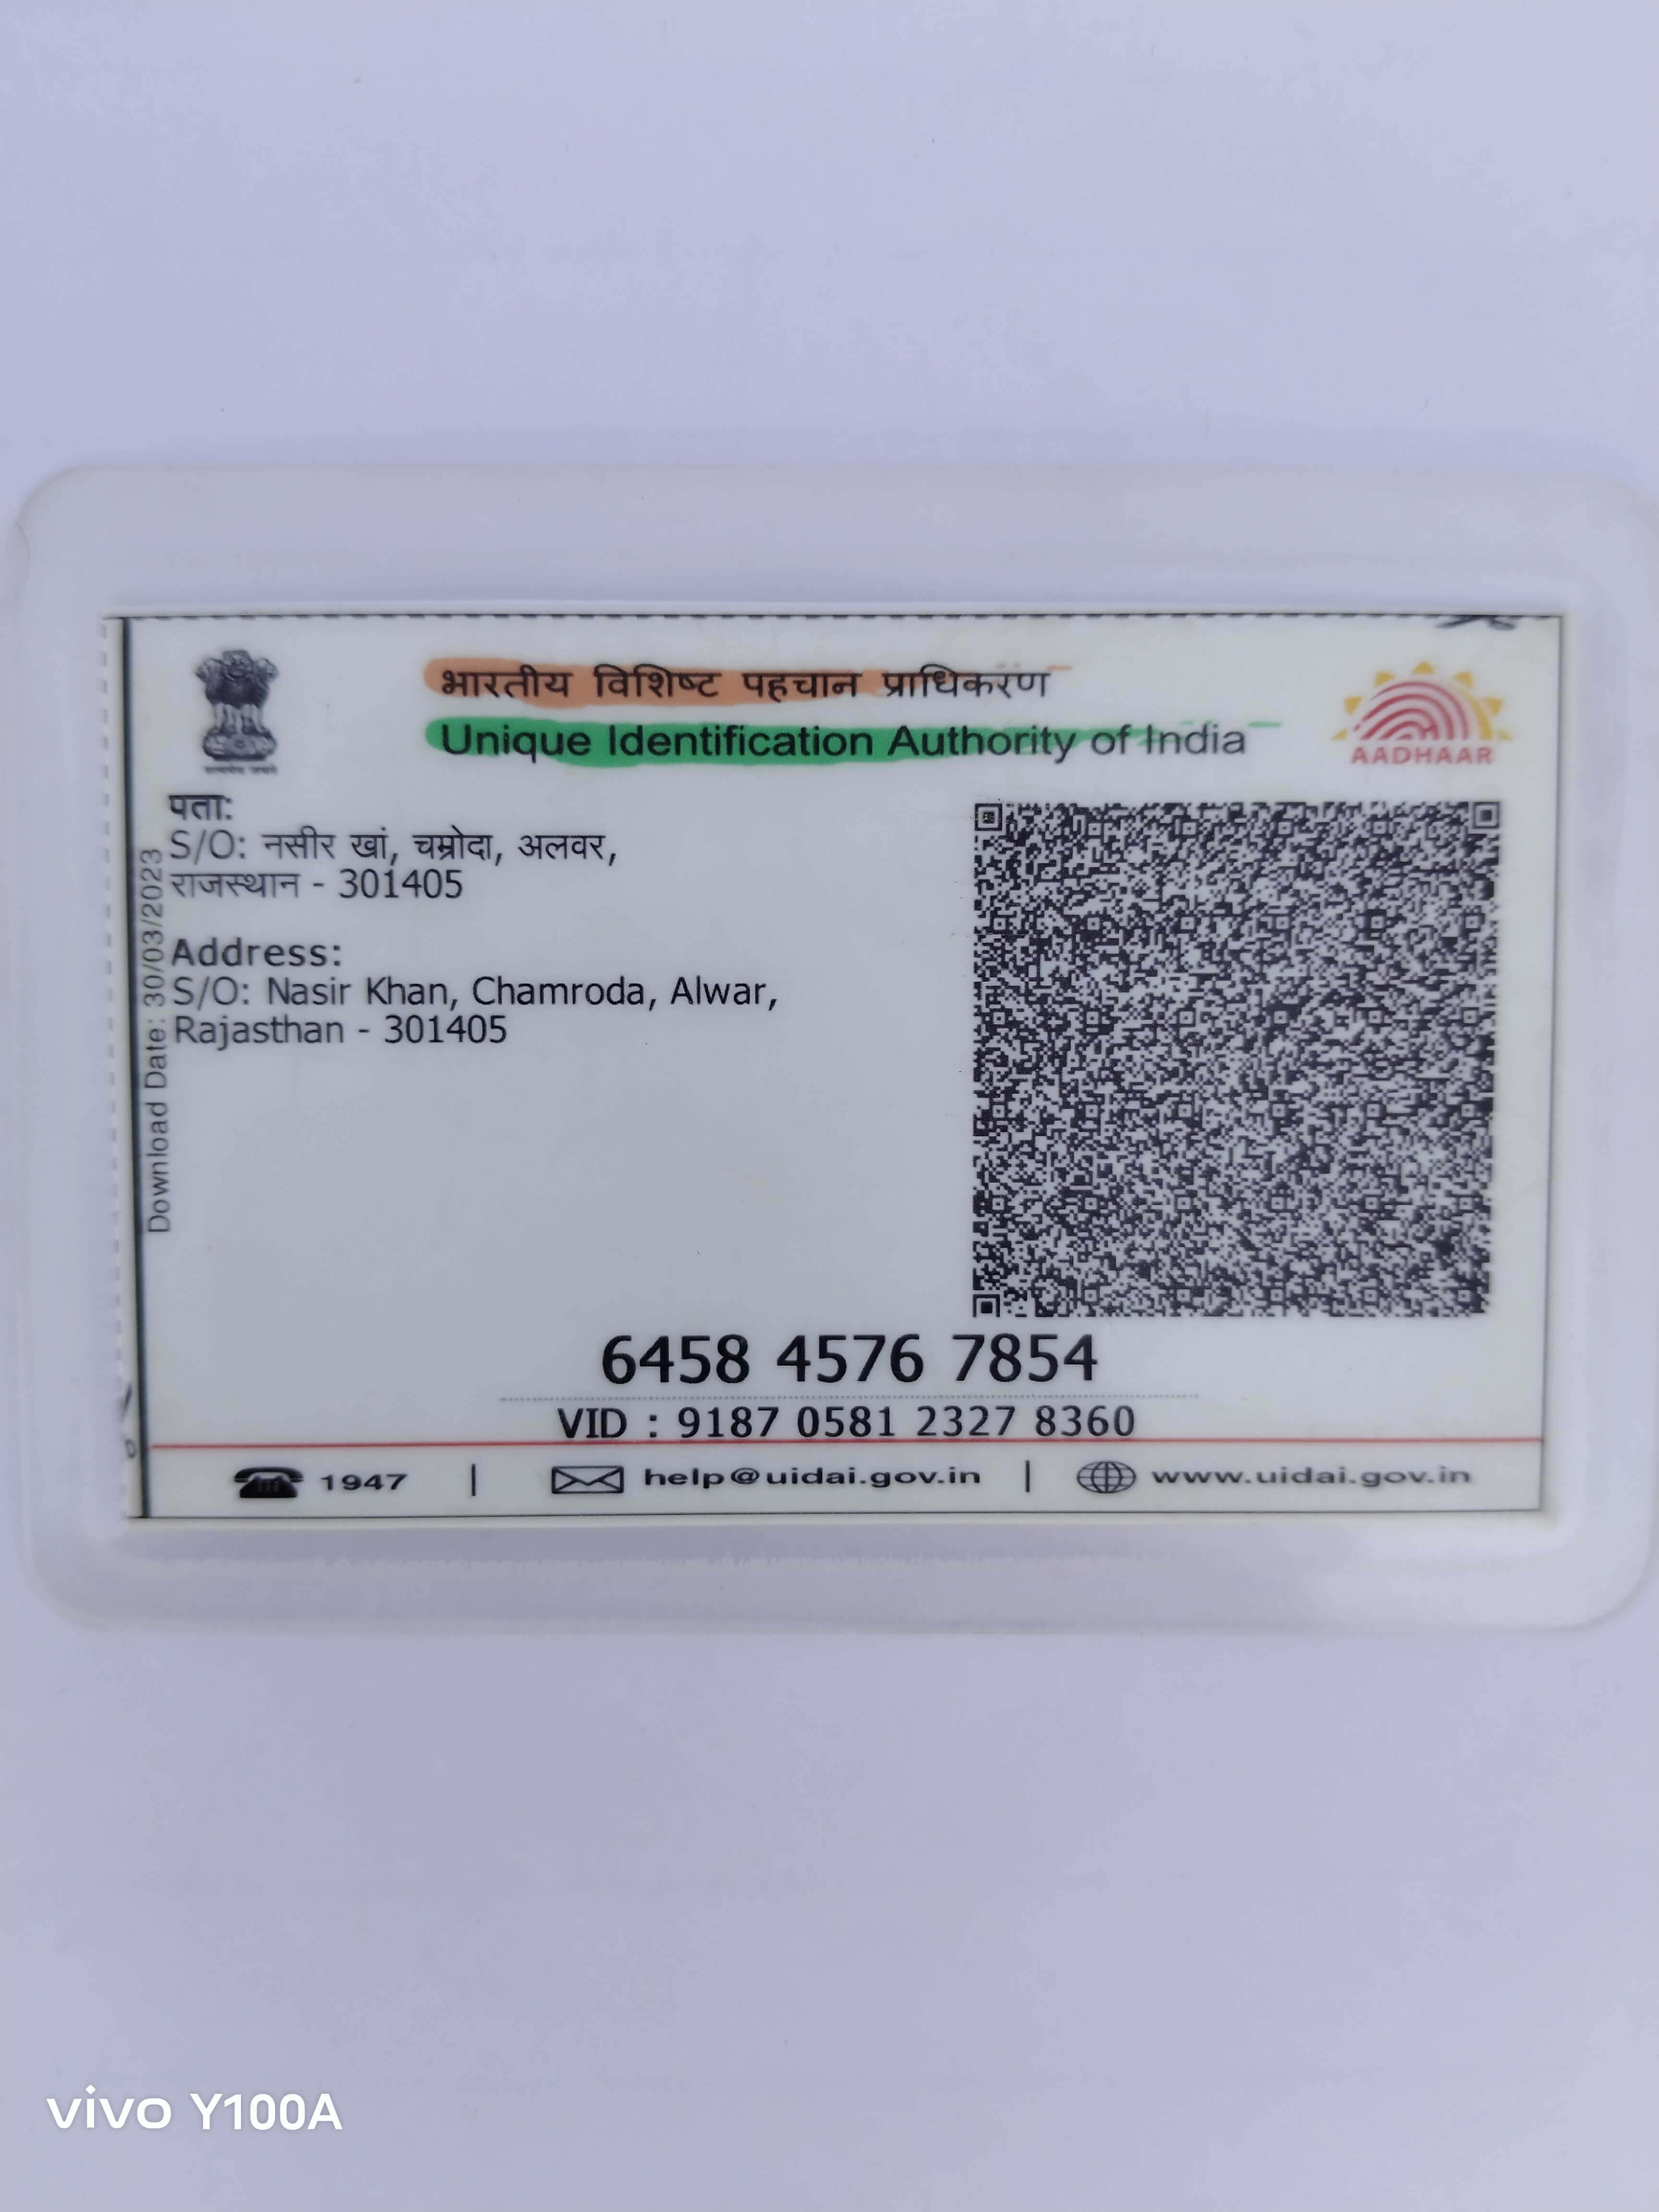 भारतीय विशिष्ट पहचान प्राधिकरण
Unique Identification Authority of India
AADHAAR
पता:
S/O: नसीर खां, चम्रोदा, अलवर,
राजस्थान - 301405
Address:
S/O: Nasir Khan, Chamroda, Alwar,
Rajasthan - 301405
Download Date: 30/03/2023
6458 4576 7854
VID : 9187 0581 2327 8360
1947 | help@uidai.gov.in | www.uidai.gov.in
vivo Y100A